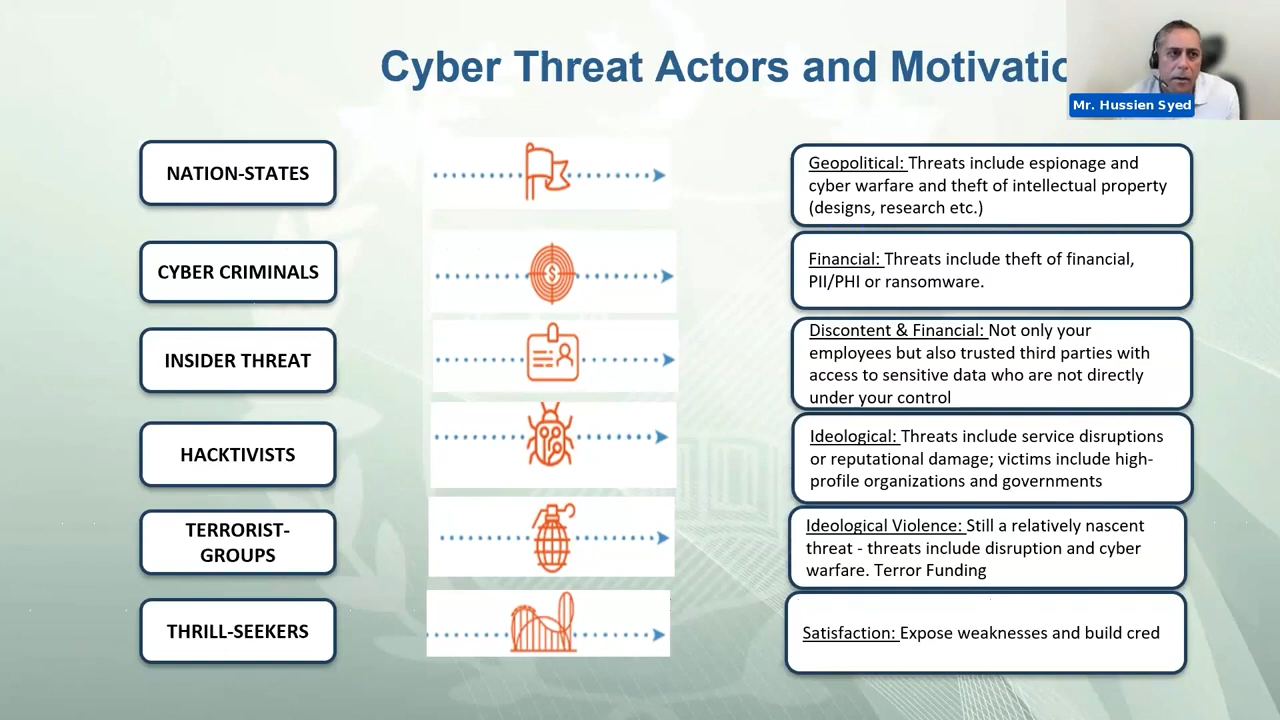 Cyber Threat Actors and Motivatio
Mr. Hussien Syed
NATION-STATES
Geopolitical: Threats include espionage and
cyber warfare and theft of intellectual property
(designs, research etc.)
CYBER CRIMINALS
$
Financial: Threats include theft of financial,
PII/PHI or ransomware.
INSIDER THREAT
Discontent & Financial: Not only your
employees but also trusted third parties with
access to sensitive data who are not directly
under your control
HACKTIVISTS
Ideological: Threats include service disruptions
or reputational damage; victims include high-
profile organizations and governments
TERRORIST-
GROUPS
Ideological Violence: Still a relatively nascent
threat - threats include disruption and cyber
warfare. Terror Funding
THRILL-SEEKERS
Satisfaction: Expose weaknesses and build cred